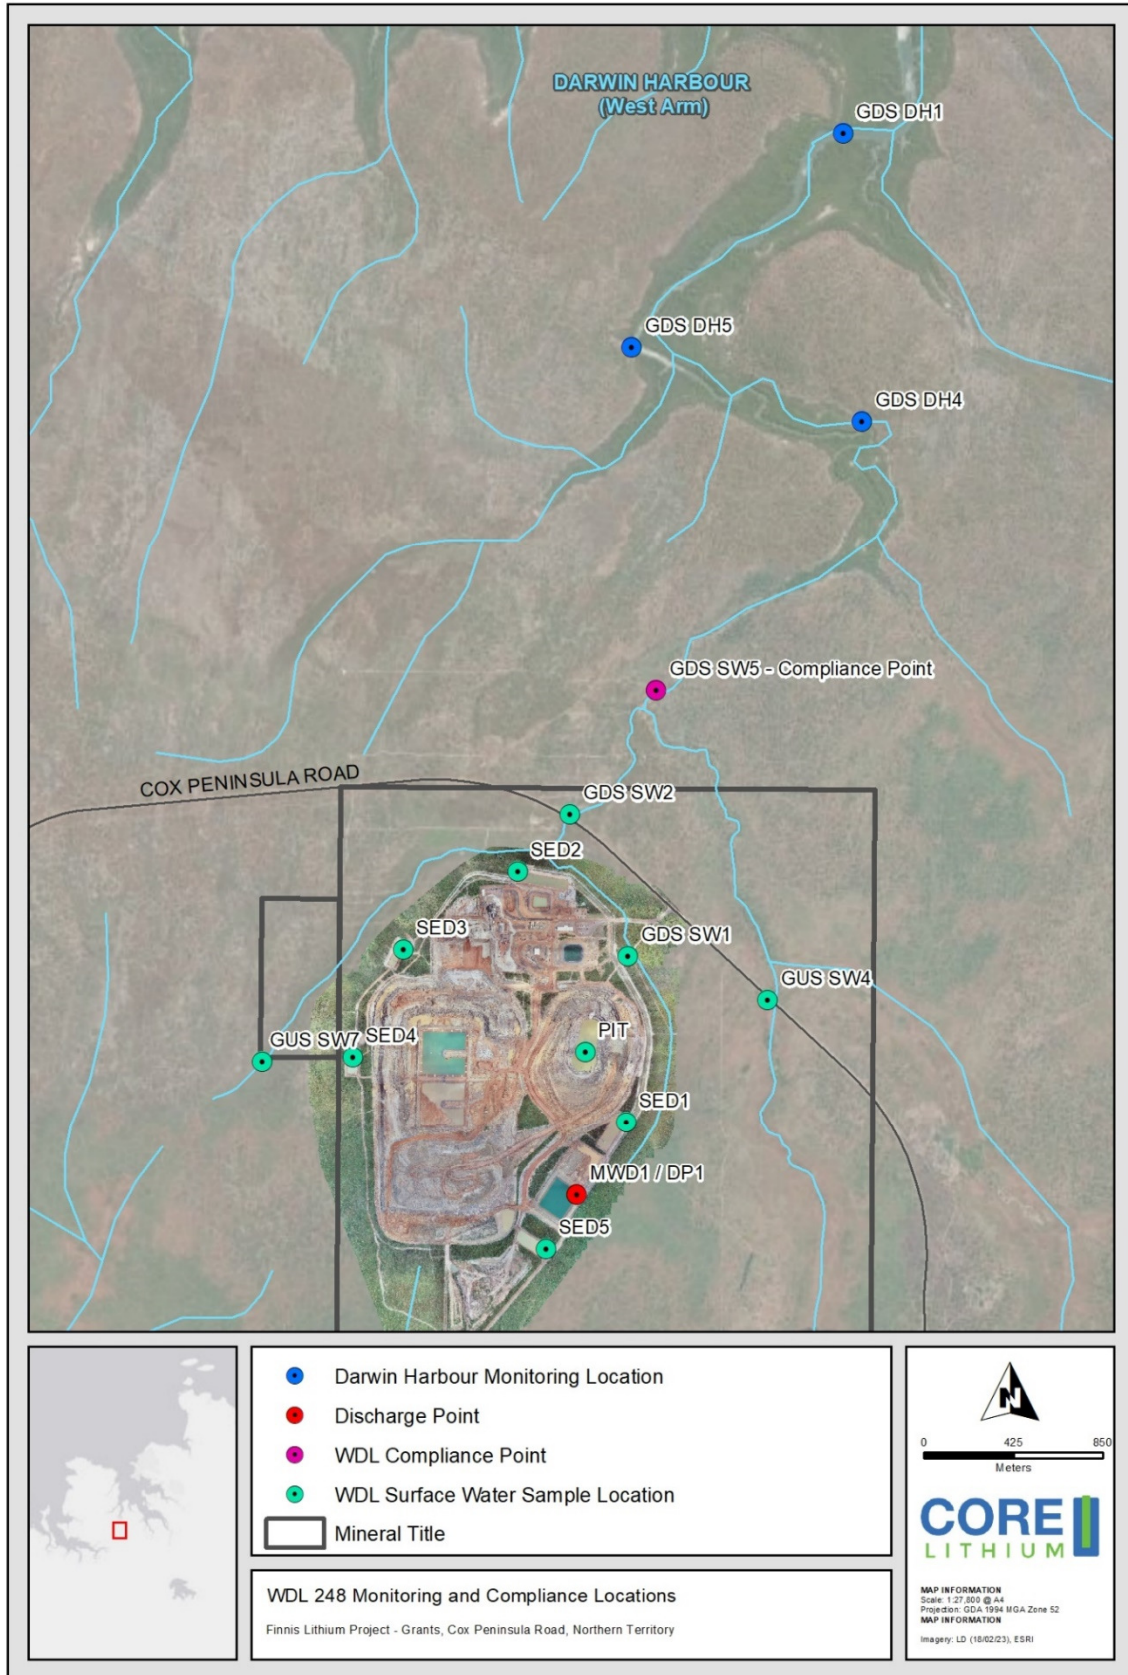 DARWIN HARBOUR
(West Arm)
GDS DH1
GDS DH5
GDS DH4
GDS SW5 - Compliance Point
COX PENINSULA ROAD
GDS SW2
SED2
SED3
GDS SW1
GUS SW4
PIT
GUS SW7
SED4
SED1
MWD1 / DP1
SED5
Darwin Harbour Monitoring Location
Discharge Point
WDL Compliance Point
WDL Surface Water Sample Location
Mineral Title
WDL 248 Monitoring and Compliance Locations
Finnis Lithium Project - Grants, Cox Peninsula Road, Northern Territory
N
0 425 850
Meters
CORE
LITHIUM
MAP INFORMATION
Scale: 1:27,800 @ A4
Projection: GDA 1994 MGA Zone 52
MAP INFORMATION
Imagery: LD (18/02/23), ESRI